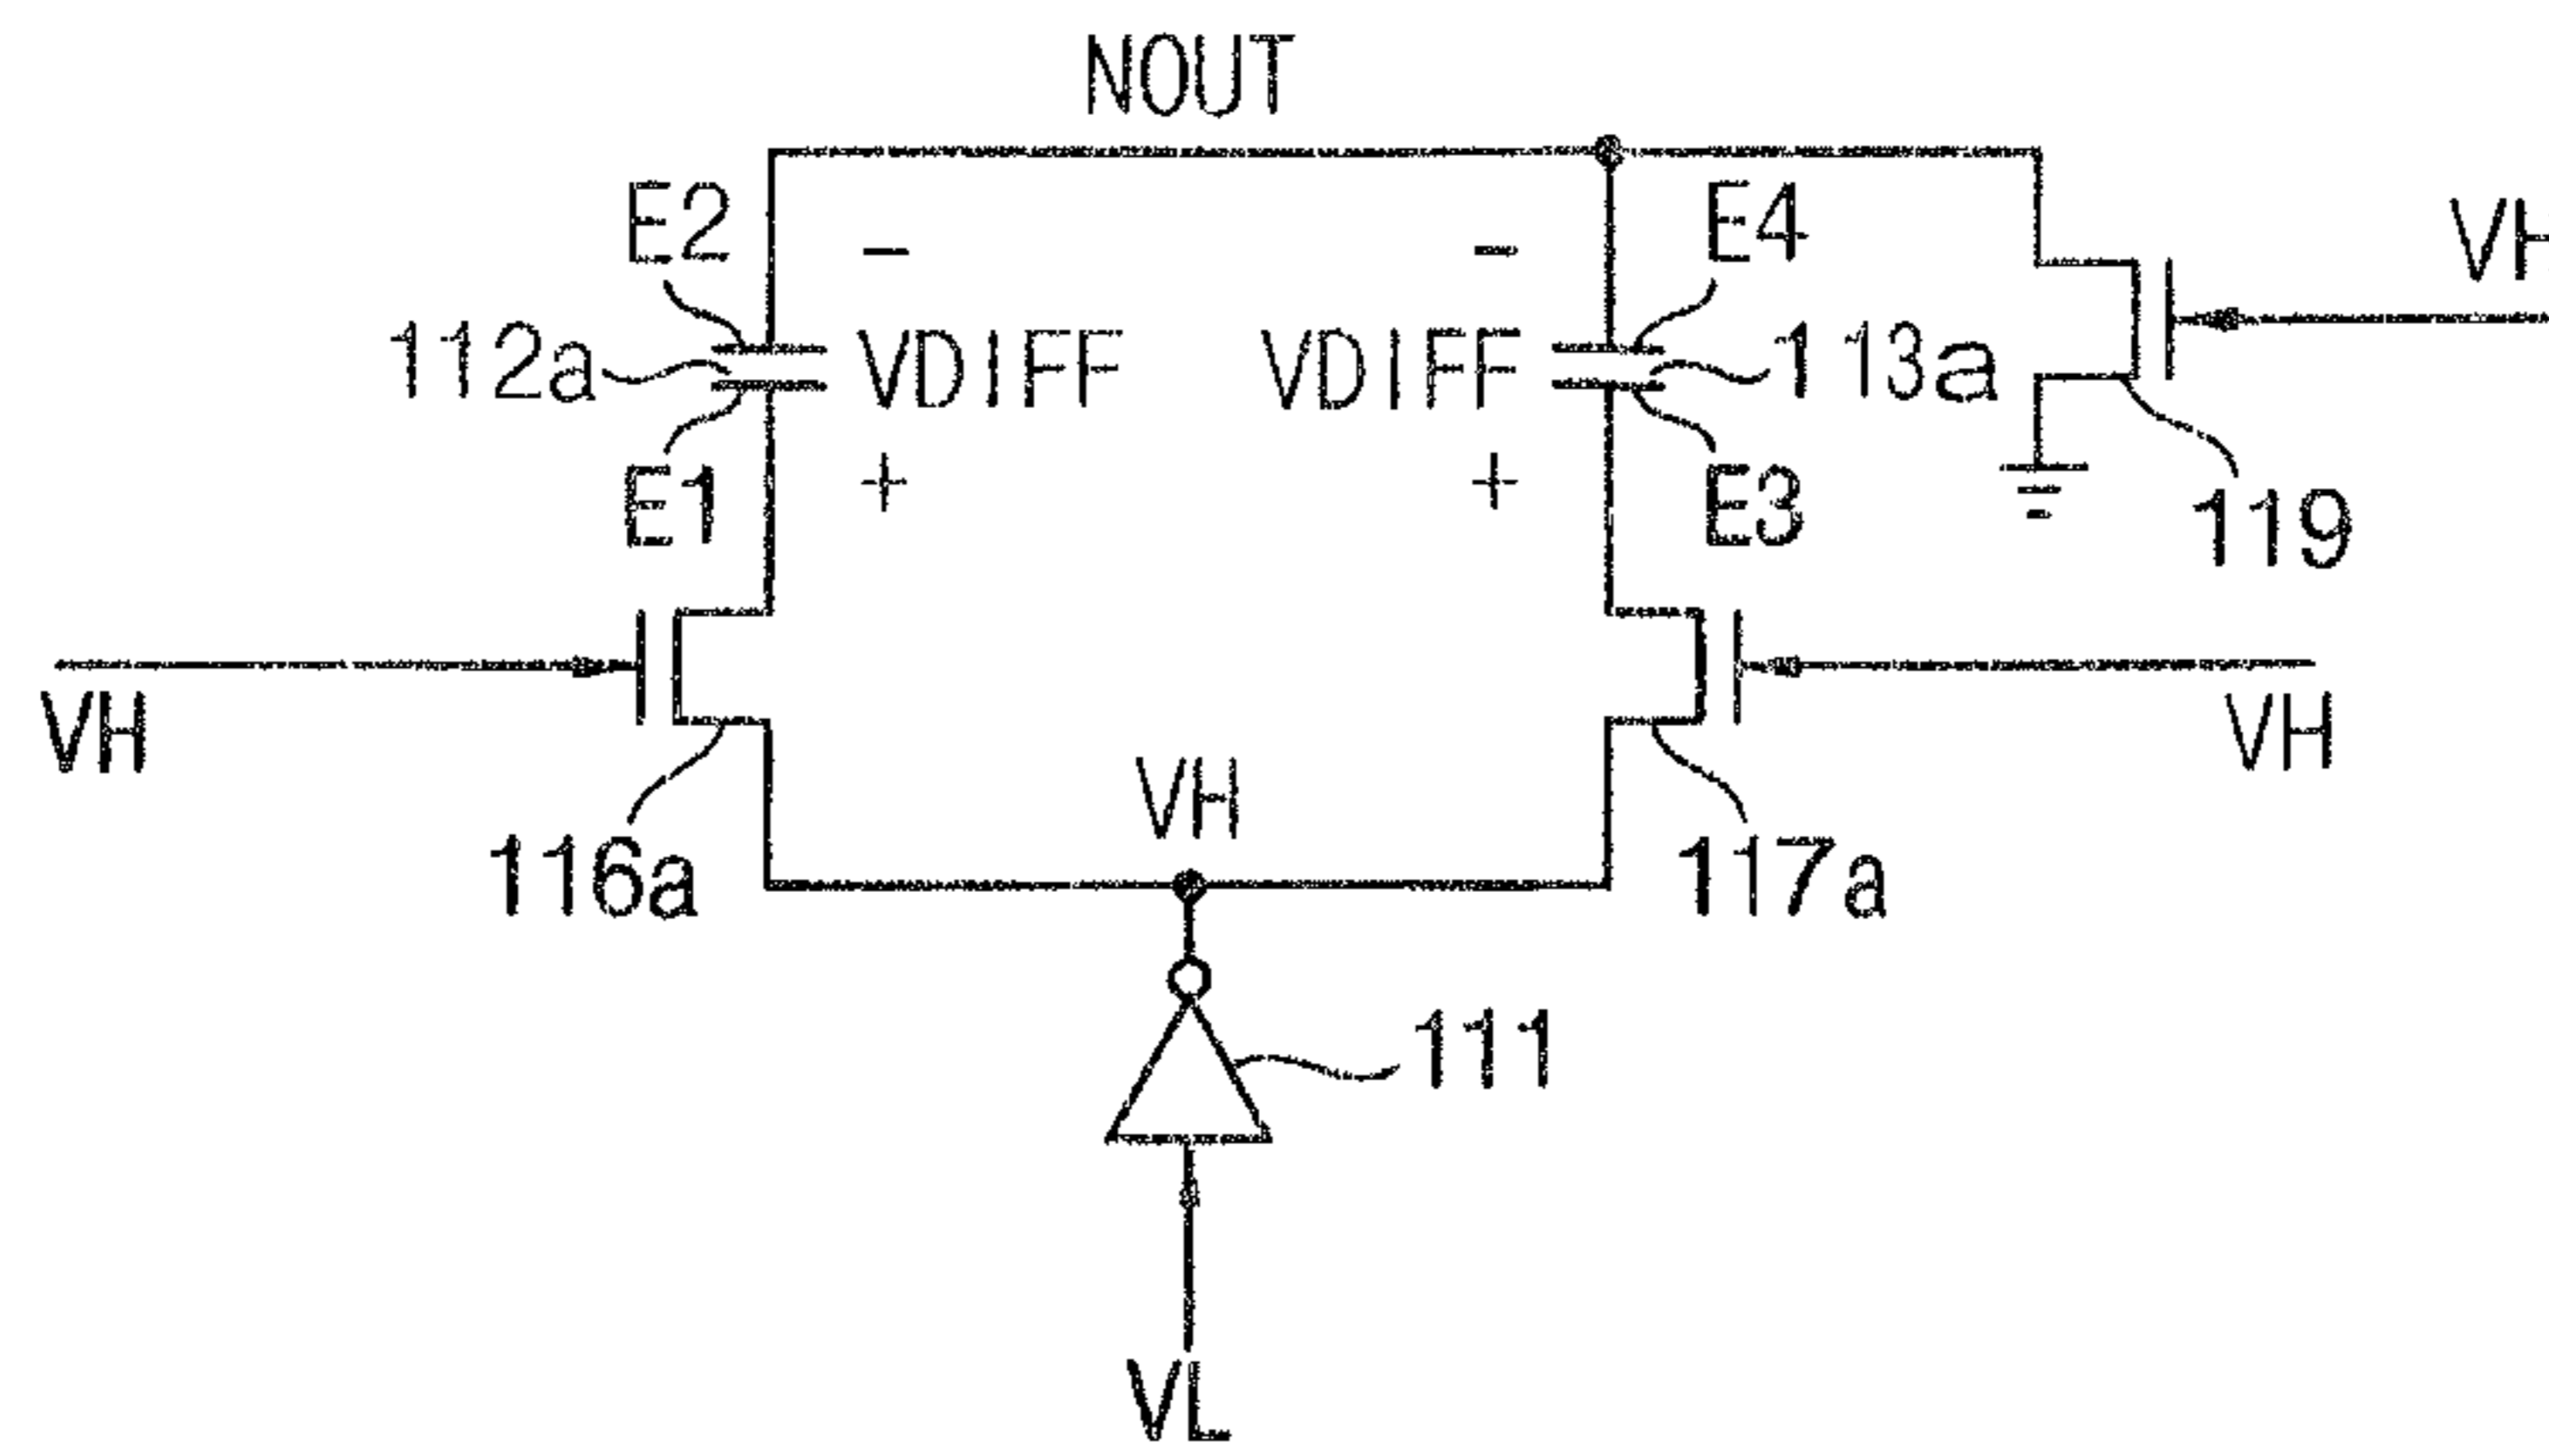 NOUT
E2
E4
VH
112a
VDIFF
VDIFF
113a
-
-
+
+
E1
E3
119
VH
VH
VH
116a
117a
111
VL